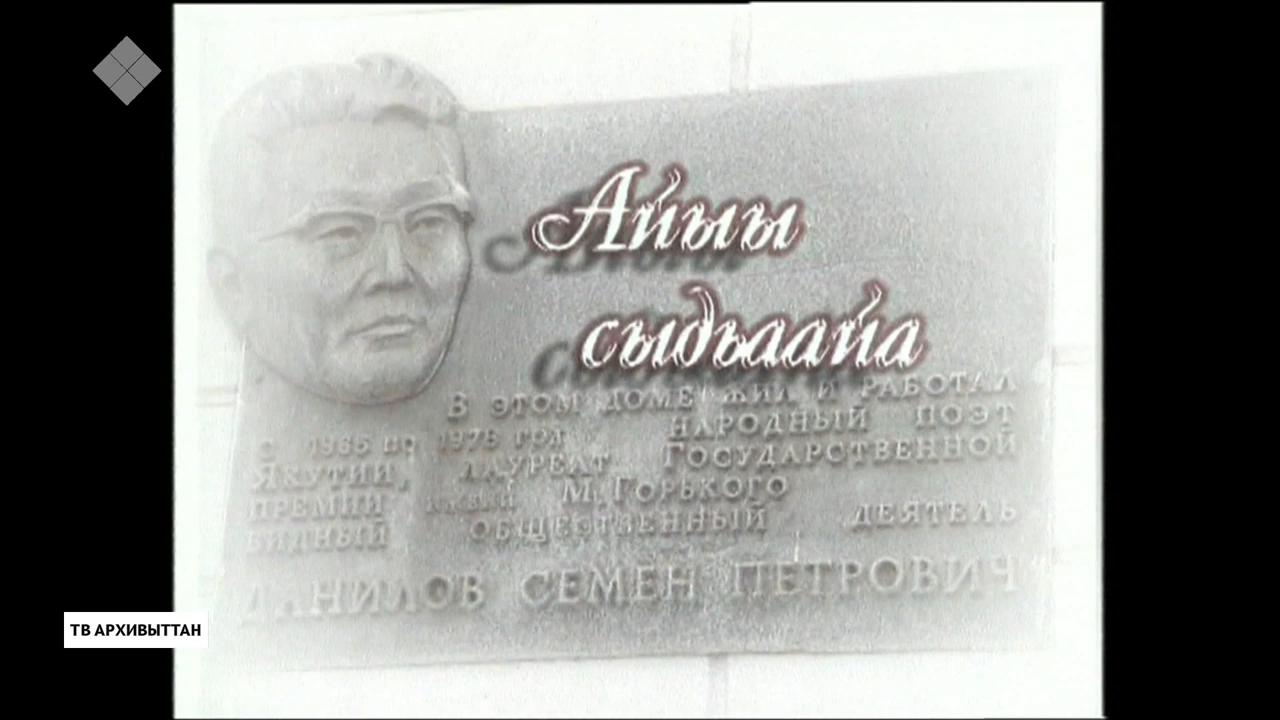 Айыы
сыдьаайа
В ЭТОМ ДОМЕ ЖИЛ И РАБОТАЛ
С 1965 ПО 1978 ГОД НАРОДНЫЙ ПОЭТ
ЯКУТИИ, ЛАУРЕАТ ГОСУДАРСТВЕННОЙ
ПРЕМИИ М. ГОРЬКОГО
ВИДНЫЙ ОБЩЕСТВЕННЫЙ ДЕЯТЕЛЬ
ДАНИЛОВ СЕМЕН ПЕТРОВИЧ
ТВ АРХИВЫТТАН